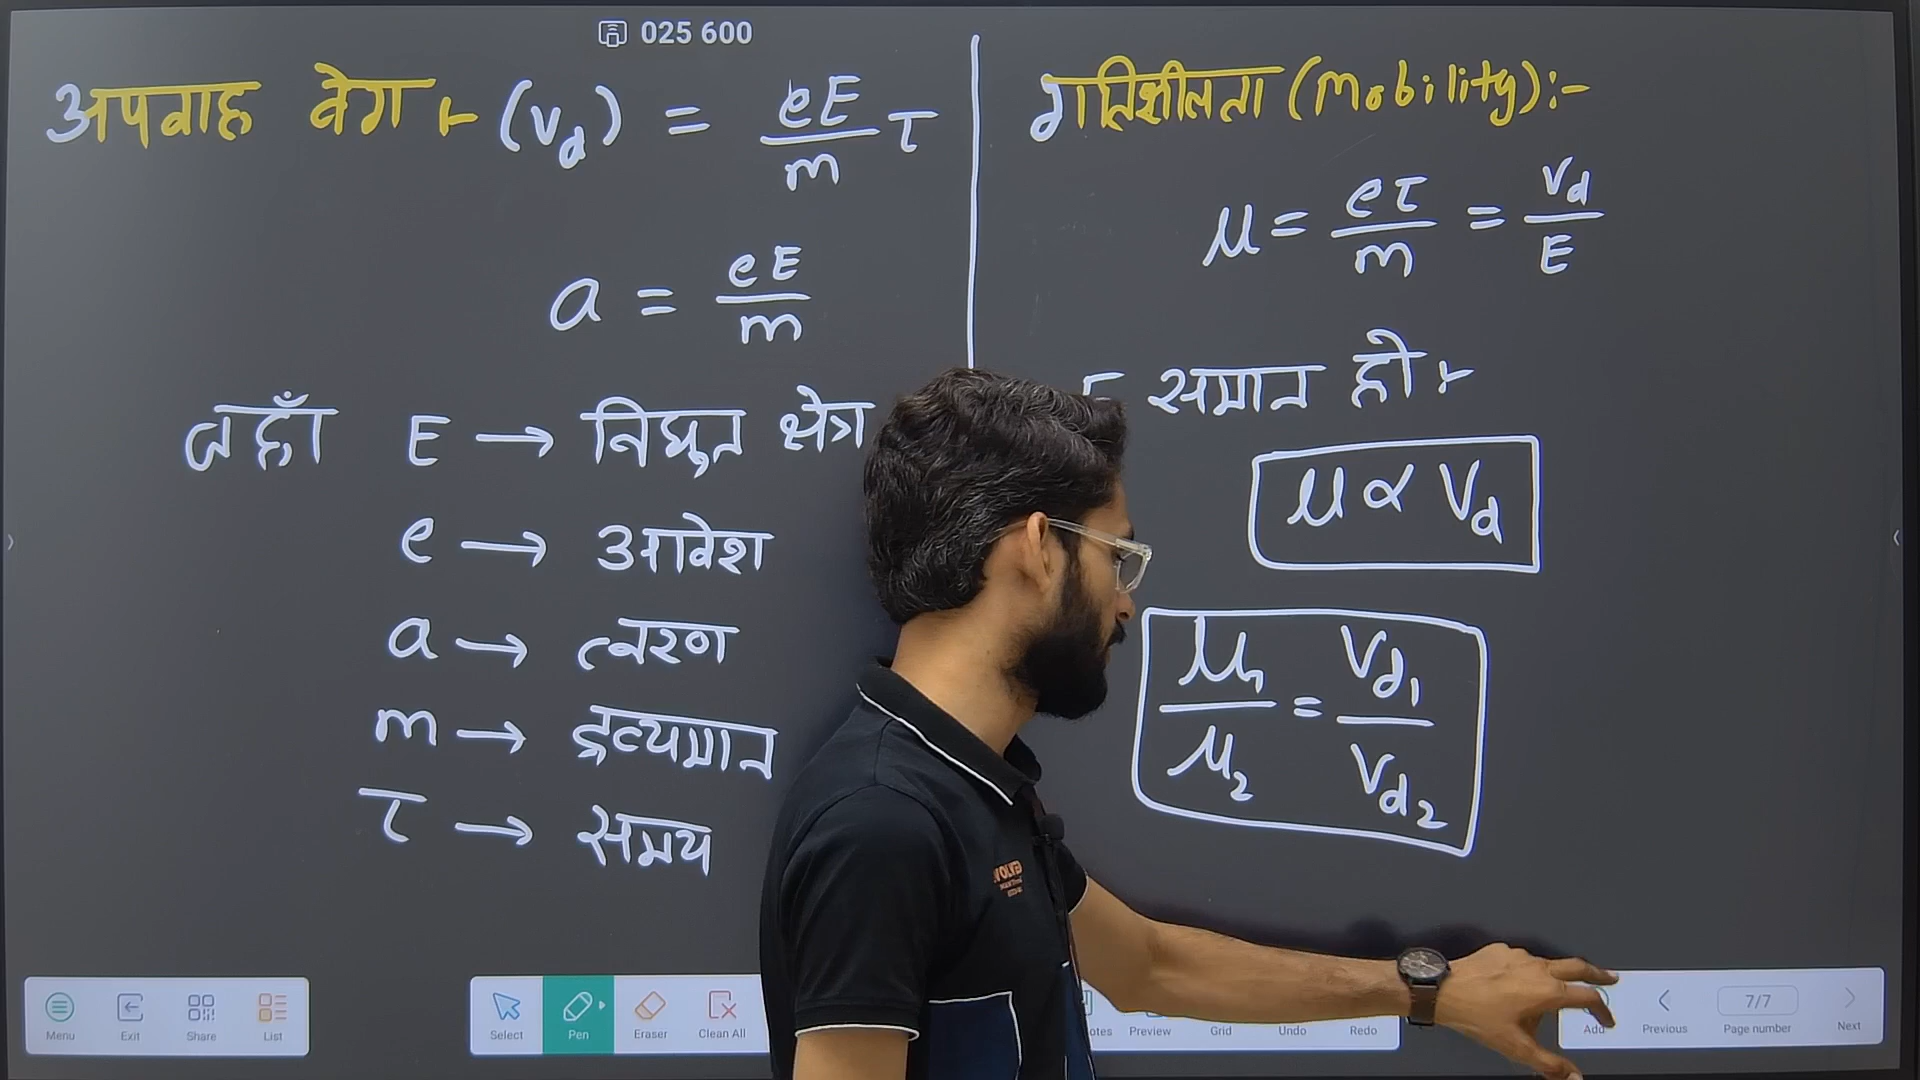 025 600
अपवाह वेग :- (Vd) = eE/m τ
a = eE/m
जहाँ E → विद्युत क्षेत्र
e → आवेश
a → त्वरण
m → द्रव्यमान
τ → समय
गतिशीलता (Mobility):-
μ = eτ/m = Vd/E
E समान हो :-
μ ∝ Vd
μ1/μ2 = Vd1/Vd2
Menu Exit Share List
Select Pen Eraser Clean All
Preview Grid Undo Redo
Add Previous 7/7 Page number Next